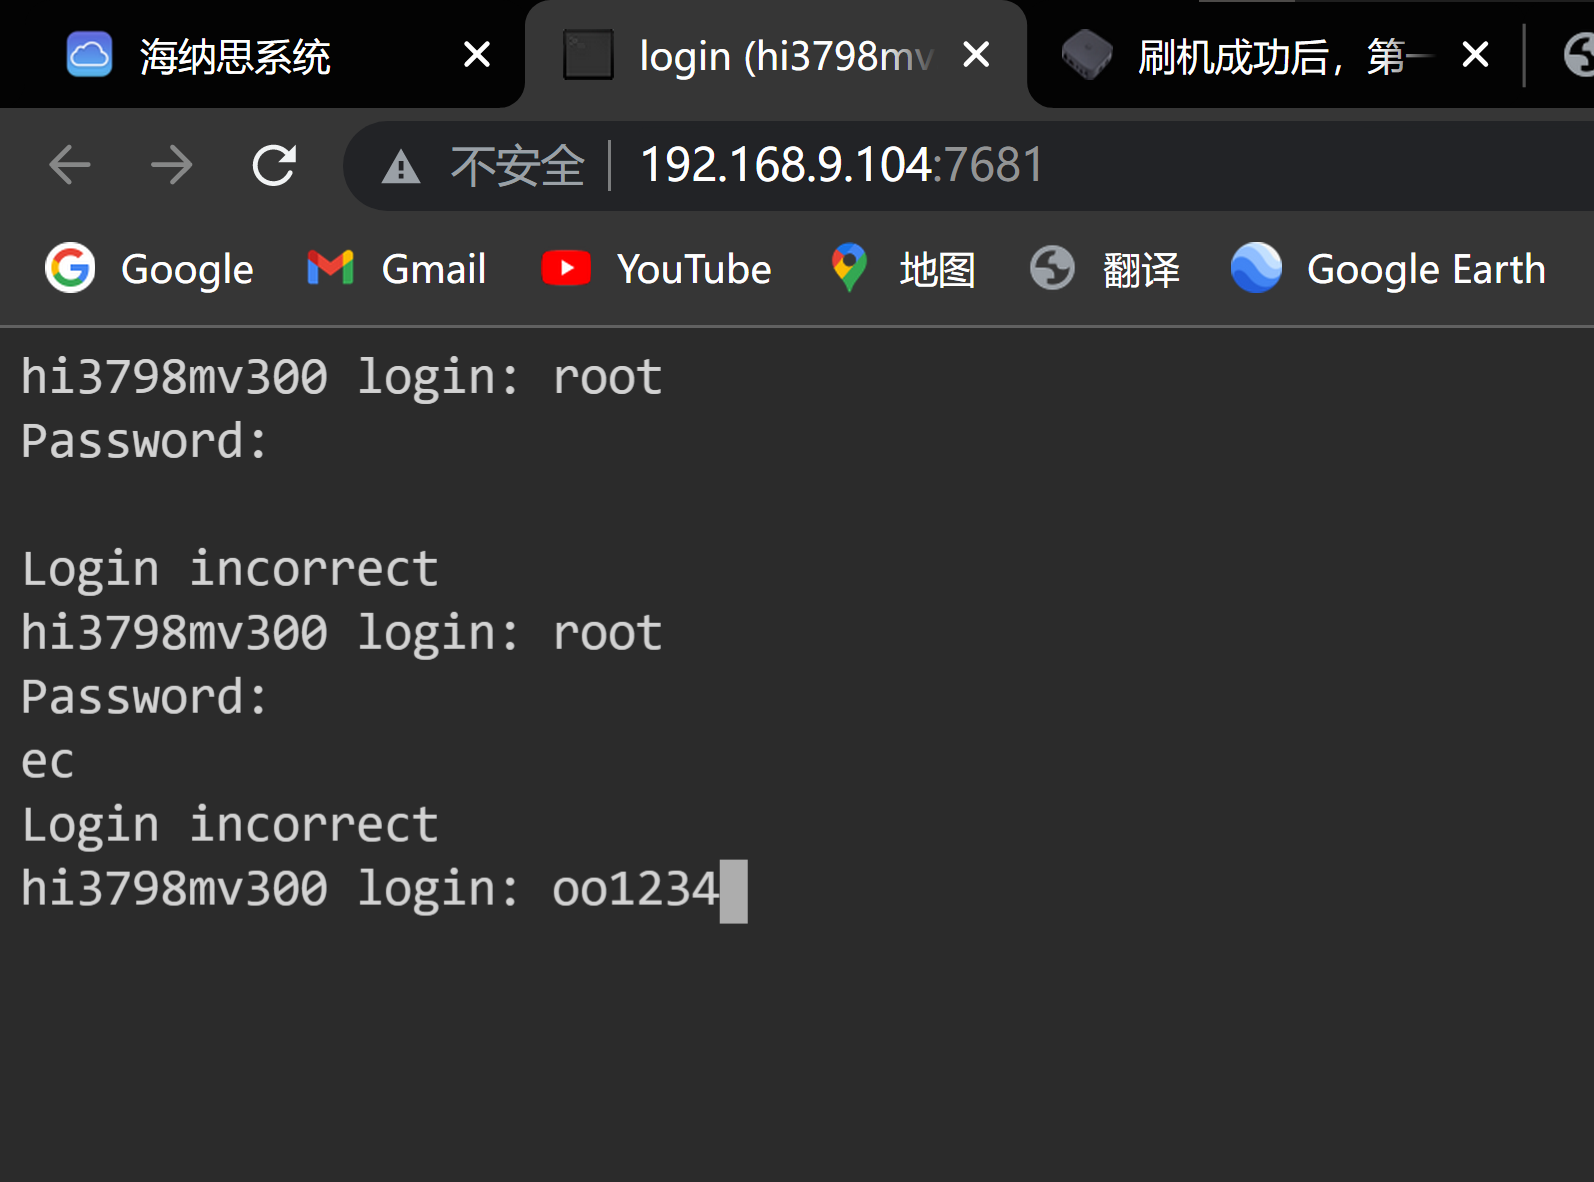 海纳思系统
login (hi3798mv
刷机成功后，第一
不安全 192.168.9.104:7681
Google Gmail YouTube 地图 翻译 Google Earth
hi3798mv300 login: root
Password:
Login incorrect
hi3798mv300 login: root
Password:
ec
Login incorrect
hi3798mv300 login: oo1234